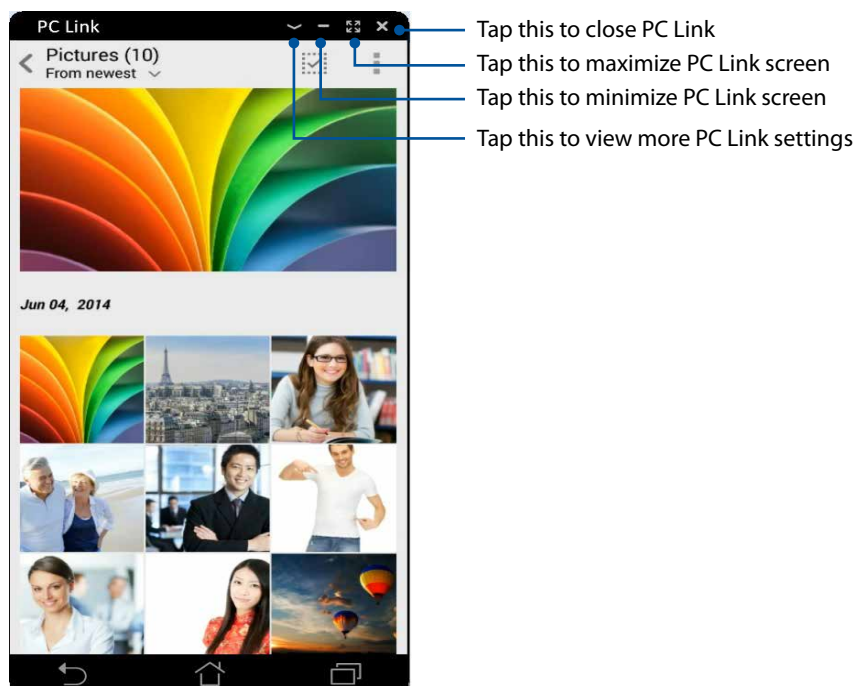 PC Link
Tap this to close PC Link
Pictures (10)
From newest
Tap this to maximize PC Link screen
Tap this to minimize PC Link screen
Tap this to view more PC Link settings
Jun 04, 2014